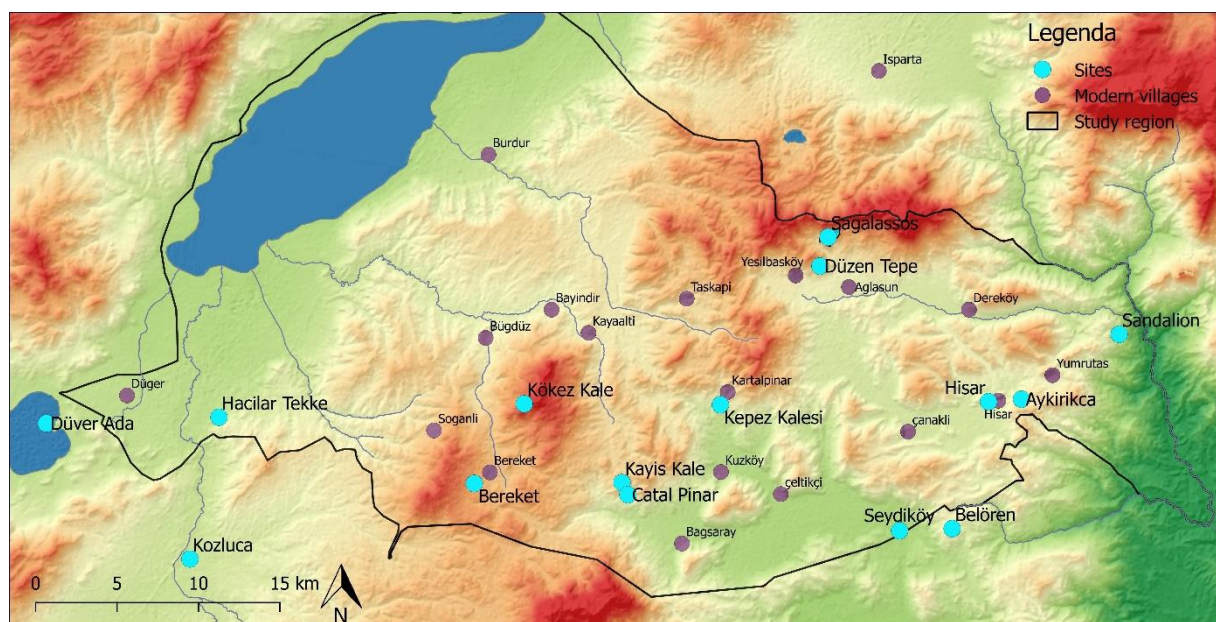 Legenda
Sites
Modern villages
Study region
Isparta
Burdur
Sagalassos
Yesilbasköy
Düzen Tepe
Aglasun
Taskapi
Dereköy
Bayindir
Bügdüz
Kayaalti
Sandalion
Yumrutas
Düger
Kökez Kale
Kartalpinar
Hisar
Aykirikca
Hisar
Hacilar Tekke
Kepez Kalesi
Düver Ada
Soganli
çanakli
Bereket
Kayis Kale
Kuzköy
Bereket
Catal Pinar
çeltikçi
Seydiköy
Belören
Bagsaray
Kozluca
0 5 10 15 km
N